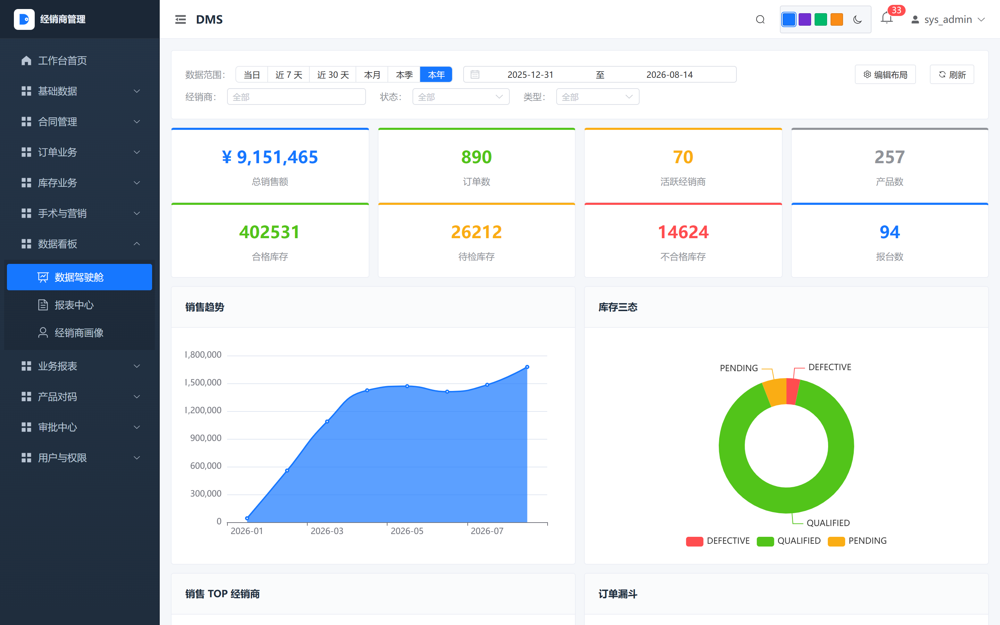 经销商管理
DMS
33
sys_admin
工作台首页
基础数据
合同管理
订单业务
库存业务
手术与营销
数据看板
数据驾驶舱
报表中心
经销商画像
业务报表
产品对码
审批中心
用户与权限
数据范围：
当日 近 7 天 近 30 天 本月 本季 本年
2025-12-31 至 2026-08-14
编辑布局
刷新
经销商：
全部
状态：
全部
类型：
全部
¥ 9,151,465
总销售额
890
订单数
70
活跃经销商
257
产品数
402531
合格库存
26212
待检库存
14624
不合格库存
94
报台数
销售趋势
1,800,000
1,500,000
1,200,000
900,000
600,000
300,000
0
2026-01 2026-03 2026-05 2026-07
库存三态
PENDING
DEFECTIVE
QUALIFIED
DEFECTIVE QUALIFIED PENDING
销售 TOP 经销商
订单漏斗